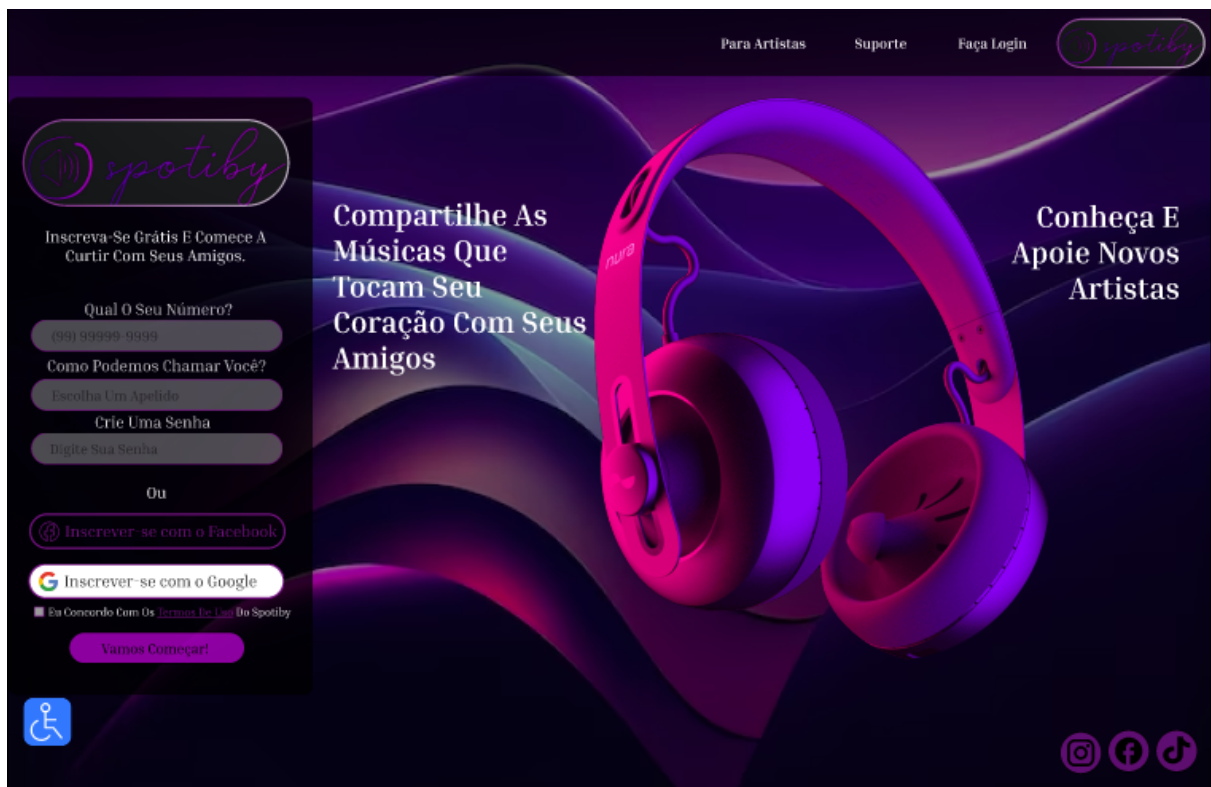 Para Artistas
Suporte
Faça Login
spotiby
spotiby
Inscreva-Se Grátis E Comece A
Curtir Com Seus Amigos.
Qual O Seu Número?
(99) 99999-9999
Como Podemos Chamar Você?
Escolha Um Apelido
Crie Uma Senha
Digite Sua Senha
Ou
Inscrever-se com o Facebook
Inscrever-se com o Google
Eu Concordo Com Os Termos De Uso Do Spotiby
Vamos Começar!
Compartilhe As
Músicas Que
Tocam Seu
Coração Com Seus
Amigos
nura
Conheça E
Apoie Novos
Artistas